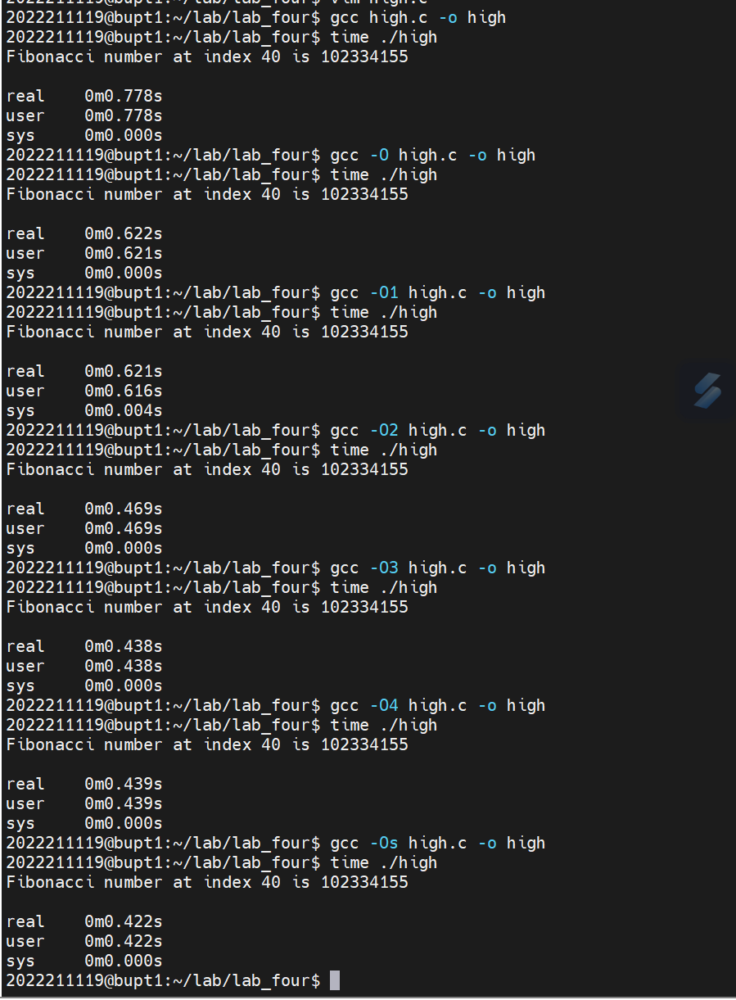 2022211119@bupt1:~/lab/lab_four$ vim high.c
2022211119@bupt1:~/lab/lab_four$ gcc high.c -o high
2022211119@bupt1:~/lab/lab_four$ time ./high
Fibonacci number at index 40 is 102334155
real    0m0.778s
user    0m0.778s
sys     0m0.000s
2022211119@bupt1:~/lab/lab_four$ gcc -O high.c -o high
2022211119@bupt1:~/lab/lab_four$ time ./high
Fibonacci number at index 40 is 102334155
real    0m0.622s
user    0m0.621s
sys     0m0.000s
2022211119@bupt1:~/lab/lab_four$ gcc -O1 high.c -o high
2022211119@bupt1:~/lab/lab_four$ time ./high
Fibonacci number at index 40 is 102334155
real    0m0.621s
user    0m0.616s
sys     0m0.004s
2022211119@bupt1:~/lab/lab_four$ gcc -O2 high.c -o high
2022211119@bupt1:~/lab/lab_four$ time ./high
Fibonacci number at index 40 is 102334155
real    0m0.469s
user    0m0.469s
sys     0m0.000s
2022211119@bupt1:~/lab/lab_four$ gcc -O3 high.c -o high
2022211119@bupt1:~/lab/lab_four$ time ./high
Fibonacci number at index 40 is 102334155
real    0m0.438s
user    0m0.438s
sys     0m0.000s
2022211119@bupt1:~/lab/lab_four$ gcc -O4 high.c -o high
2022211119@bupt1:~/lab/lab_four$ time ./high
Fibonacci number at index 40 is 102334155
real    0m0.439s
user    0m0.439s
sys     0m0.000s
2022211119@bupt1:~/lab/lab_four$ gcc -Os high.c -o high
2022211119@bupt1:~/lab/lab_four$ time ./high
Fibonacci number at index 40 is 102334155
real    0m0.422s
user    0m0.422s
sys     0m0.000s
2022211119@bupt1:~/lab/lab_four$